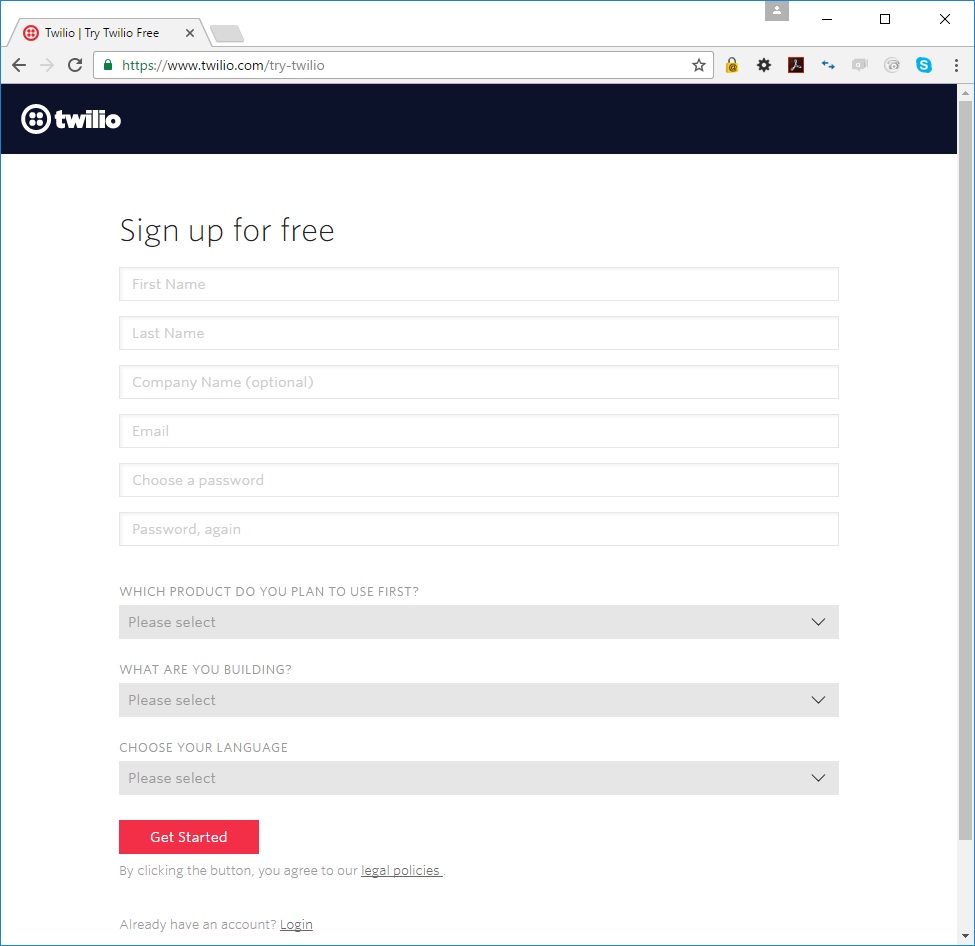 Twilio | Try Twilio Free
https://www.twilio.com/try-twilio
twilio
Sign up for free
First Name
Last Name
Company Name (optional)
Email
Choose a password
Password, again
WHICH PRODUCT DO YOU PLAN TO USE FIRST?
Please select
WHAT ARE YOU BUILDING?
Please select
CHOOSE YOUR LANGUAGE
Please select
Get Started
By clicking the button, you agree to our legal policies .
Already have an account? Login